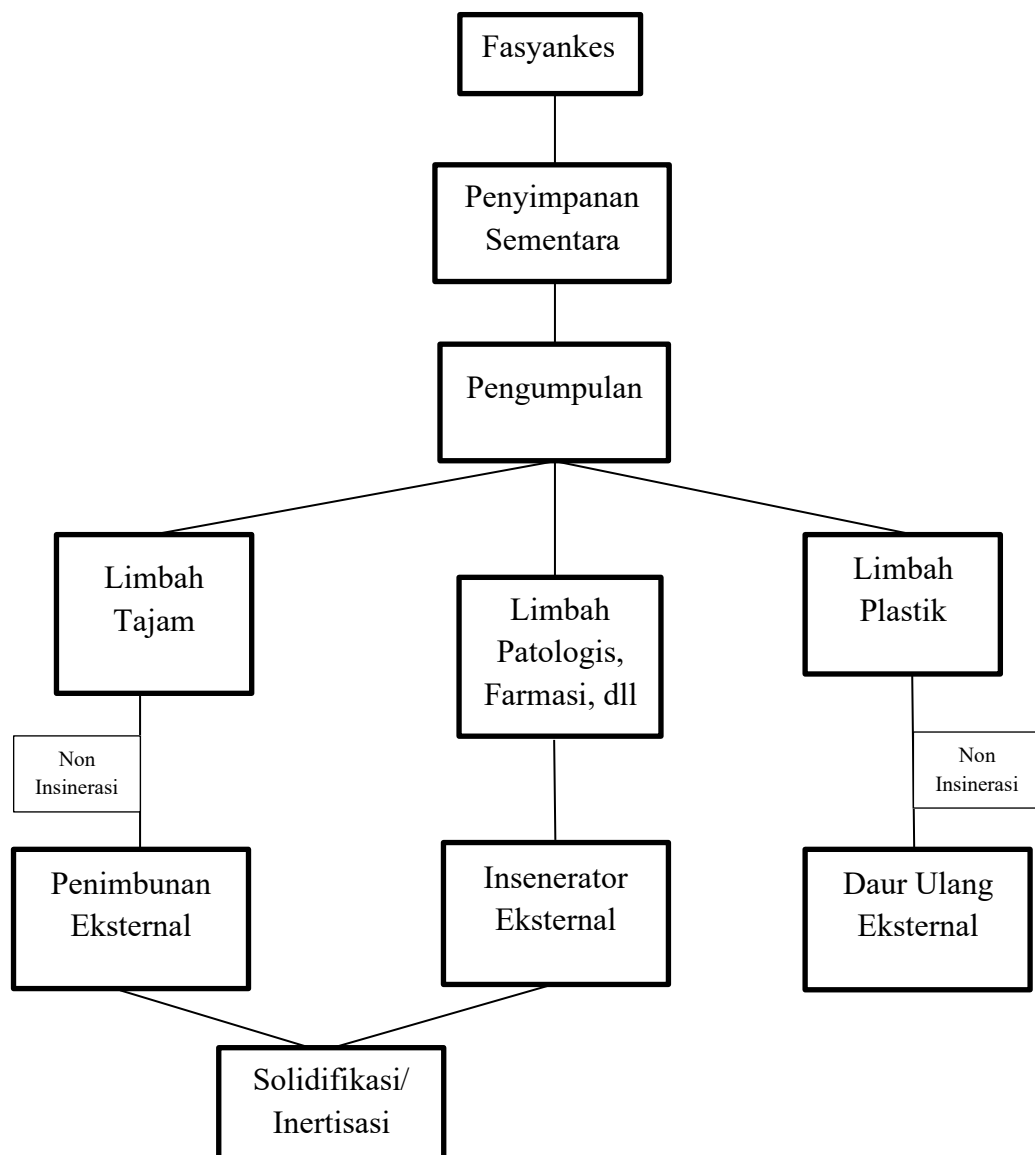 Fasyankes
Penyimpanan
Sementara
Pengumpulan
Limbah
Tajam
Limbah
Patologis,
Farmasi, dll
Limbah
Plastik
Non
Insinerasi
Non
Insinerasi
Penimbunan
Eksternal
Insenerator
Eksternal
Daur Ulang
Eksternal
Solidifikasi/
Inertisasi